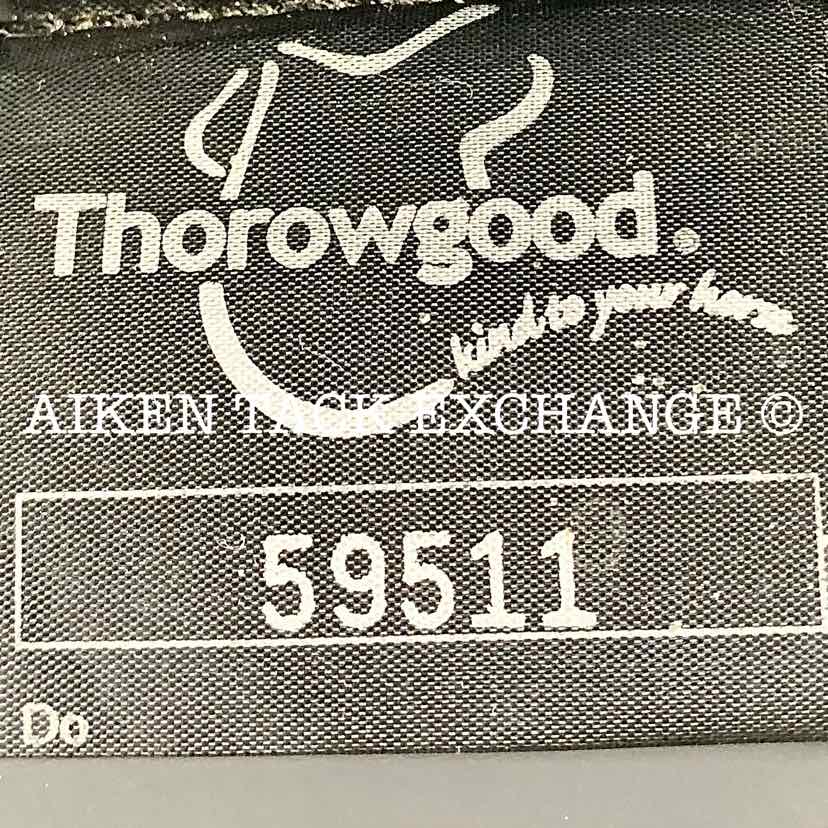 Thorowgood.
kind to your horse
AIKEN TACK EXCHANGE ©
59511
Do